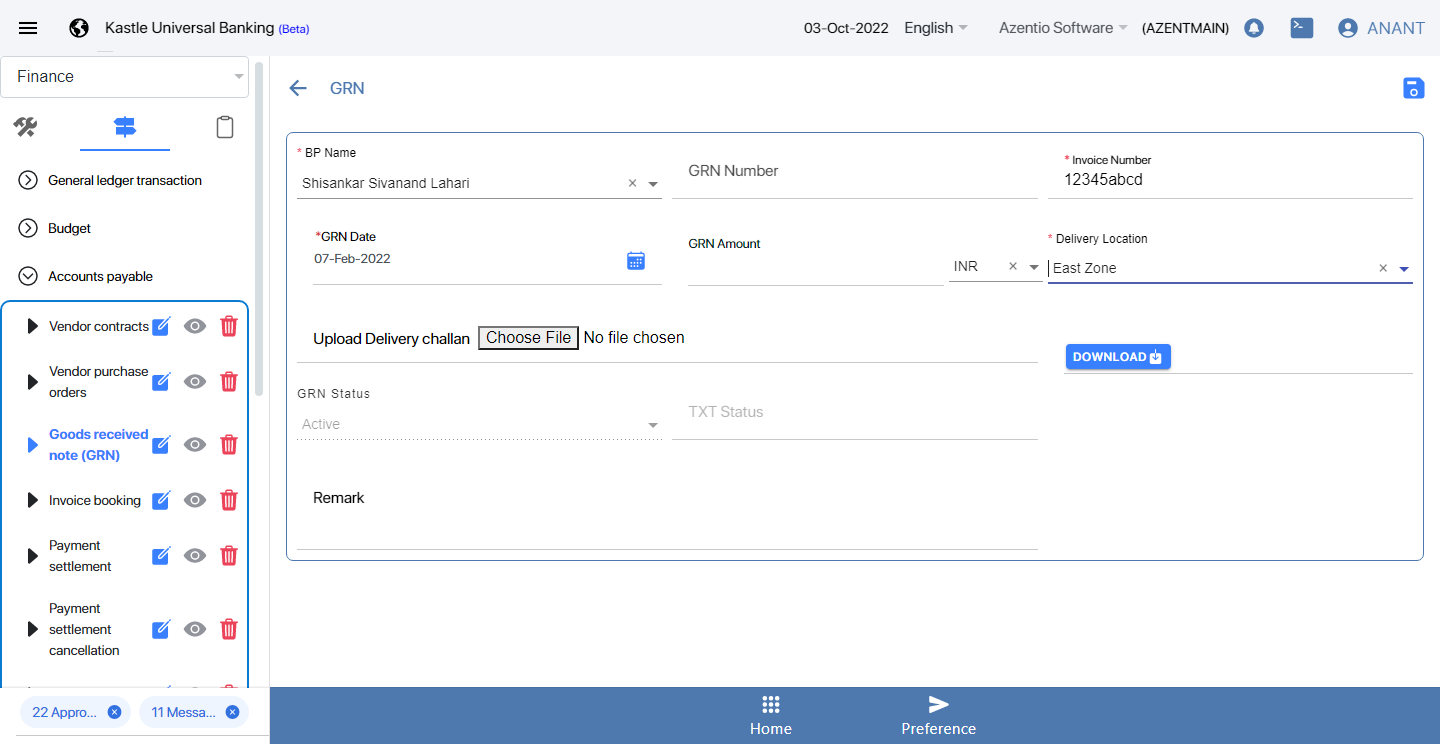 Kastle Universal Banking (Beta)
03-Oct-2022 English Azentio Software (AZENTMAIN) ANANT
Finance
General ledger transaction
Budget
Accounts payable
Vendor contracts
Vendor purchase
orders
Goods received
note (GRN)
Invoice booking
Payment
settlement
Payment
settlement
cancellation
22 Appro...
11 Messa...
GRN
* BP Name
Shisankar Sivanand Lahari
GRN Number
* Invoice Number
12345abcd
*GRN Date
07-Feb-2022
GRN Amount
INR
* Delivery Location
East Zone
Upload Delivery challan Choose File No file chosen
DOWNLOAD
GRN Status
Active
TXT Status
Remark
Home
Preference